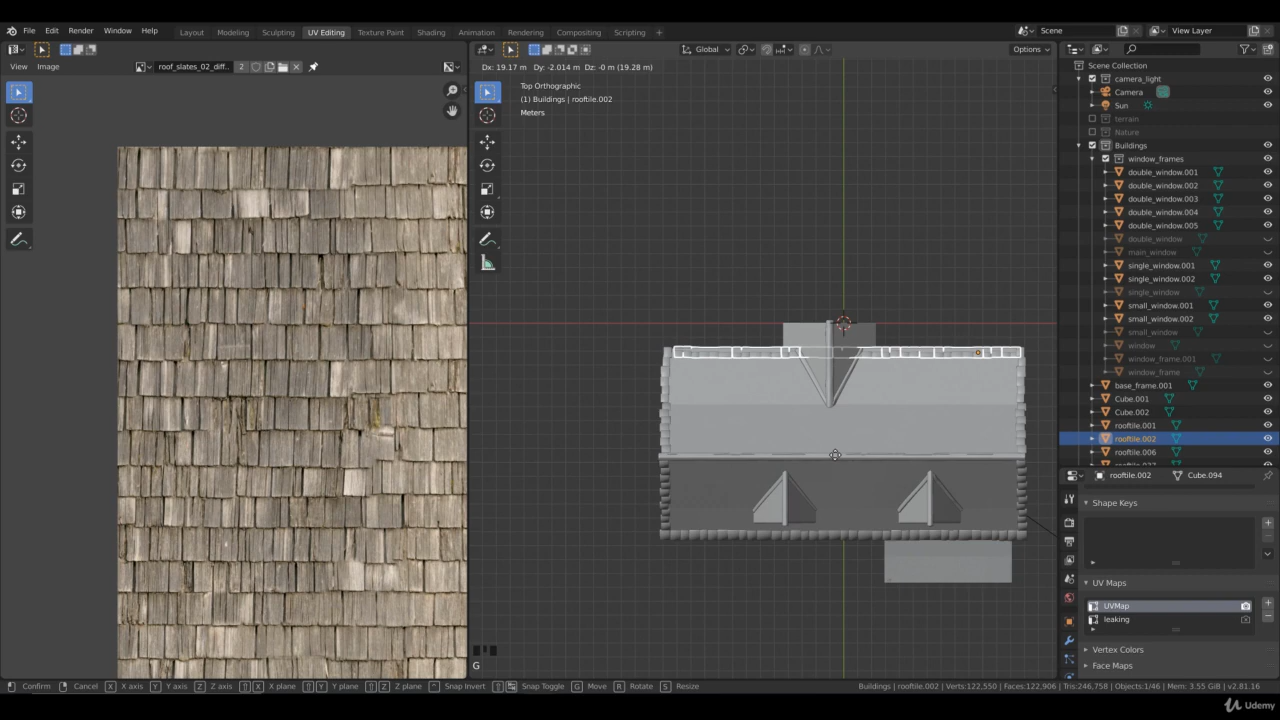 File Edit Render Window Help Layout Modeling Sculpting UV Editing Texture Paint Shading Animation Rendering Compositing Scripting + Scene View Layer
Global Options
View Image roof_slates_02_diff.. 2
Dx: 19.17 m Dy: -2.014 m Dz: -0 m (19.28 m)
Top Orthographic
(1) Buildings | rooftile.002
Meters
Scene Collection
camera_light
Camera
Sun
terrain
Nature
Buildings
window_frames
double_window.001
double_window.002
double_window.003
double_window.004
double_window.005
double_window
main_window
single_window.001
single_window.002
single_window
small_window.001
small_window.002
small_window
window
window_frame.001
window_frame
base_frame.001
Cube.001
Cube.002
rooftile.001
rooftile.002
rooftile.006
rooftile.002 Cube.094
Shape Keys
UV Maps
UVMap
leaking
Vertex Colors
Face Maps
G
Confirm Cancel X X axis Y Y axis Z Z axis X X plane Y Y plane Z Z plane Snap Invert Snap Toggle G Move R Rotate S Resize Buildings | rooftile.002 | Verts:122,550 | Faces:122,906 | Tris:246,758 | Objects:1/46 | Mem: 3.55 GiB | v2.81.16
Udemy